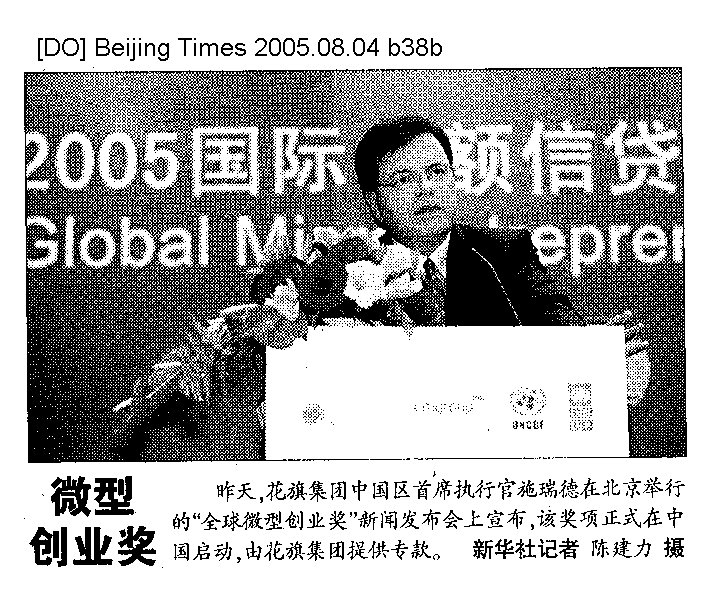 [DO] Beijing Times 2005.08.04 b38b
2005国际 额信贷
Global Mi epren
citigroup
UNCDF
微型
创业奖
昨天,花旗集团中国区首席执行官施瑞德在北京举行
的“全球微型创业奖”新闻发布会上宣布,该奖项正式在中
国启动,由花旗集团提供专款。 新华社记者 陈建力 摄